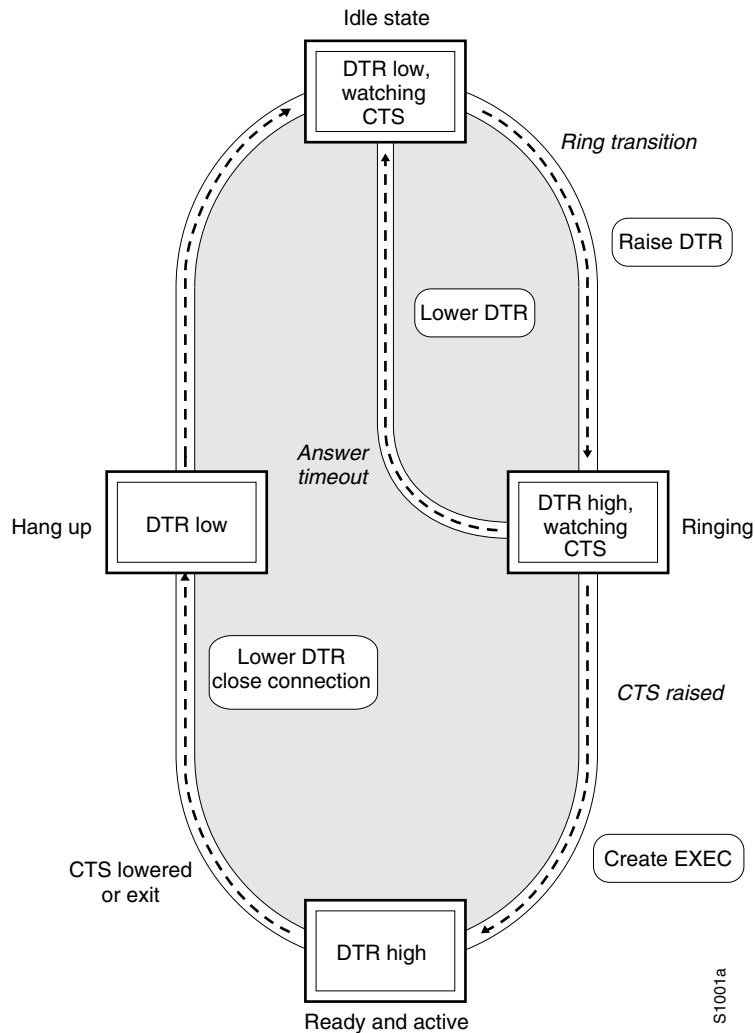 Idle state
DTR low,
watching
CTS
Ring transition
Raise DTR
Lower DTR
Answer
timeout
Hang up
DTR low
DTR high,
watching
CTS
Ringing
Lower DTR
close connection
CTS raised
CTS lowered
or exit
Create EXEC
DTR high
Ready and active
S1001a